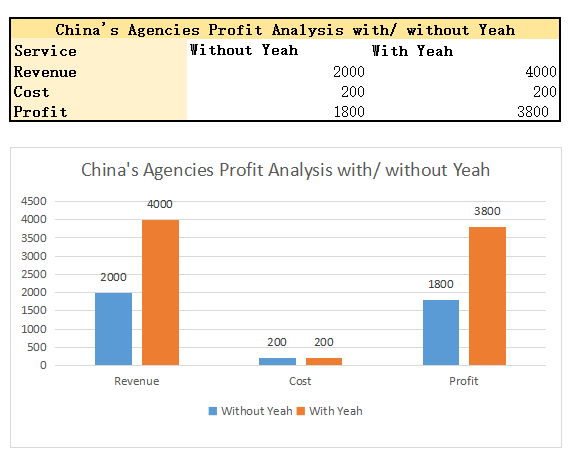 China's Agencies Profit Analysis with/ without Yeah
Service Without Yeah With Yeah
Revenue 2000 4000
Cost 200 200
Profit 1800 3800
China's Agencies Profit Analysis with/ without Yeah
4500
4000
3500
3000
2500
2000
1500
1000
500
0
2000
4000
200
200
1800
3800
Revenue Cost Profit
Without Yeah With Yeah